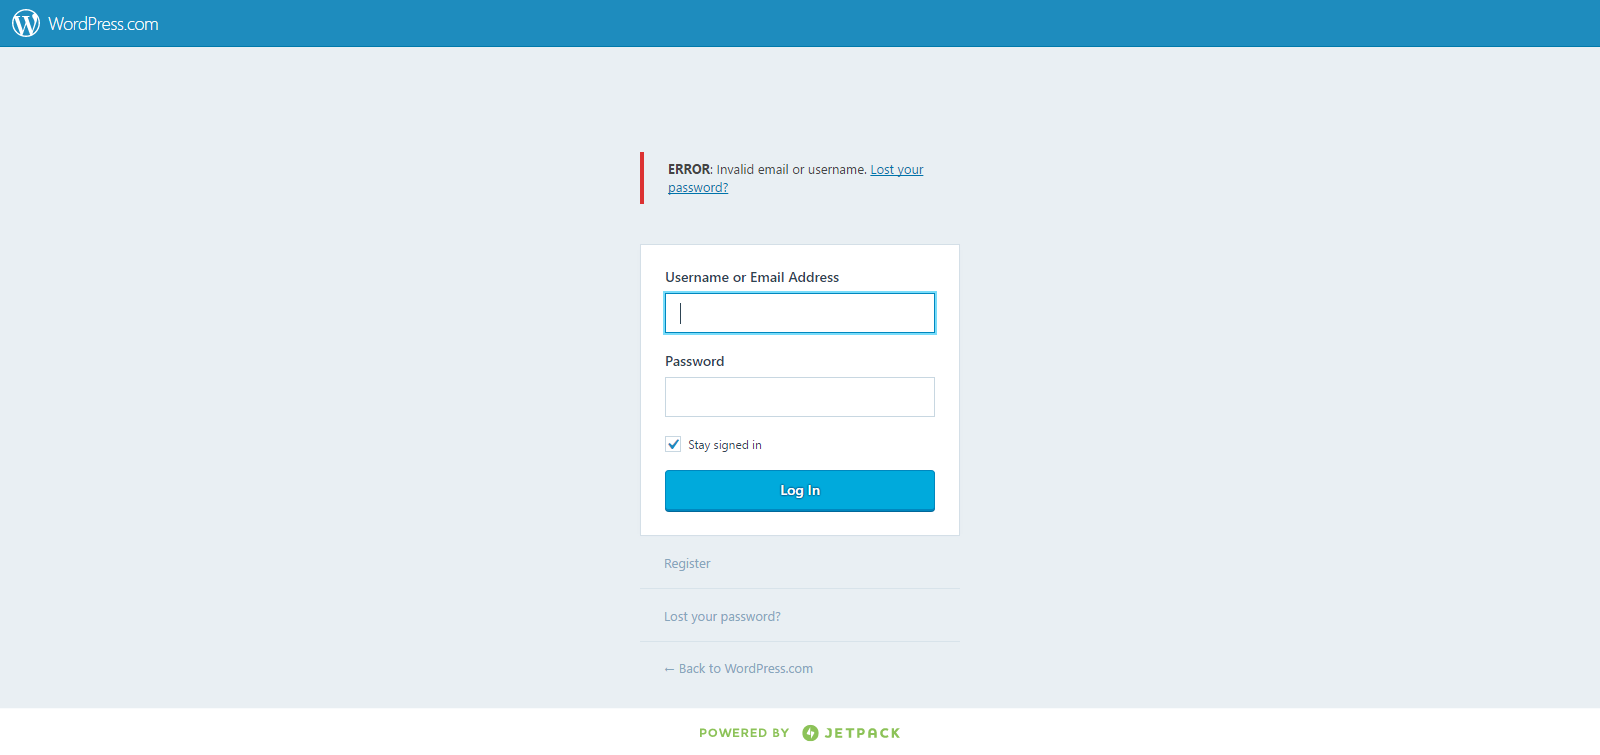 WordPress.com
ERROR: Invalid email or username. Lost your
password?
Username or Email Address
Password
Stay signed in
Log In
Register
Lost your password?
← Back to WordPress.com
POWERED BY JETPACK